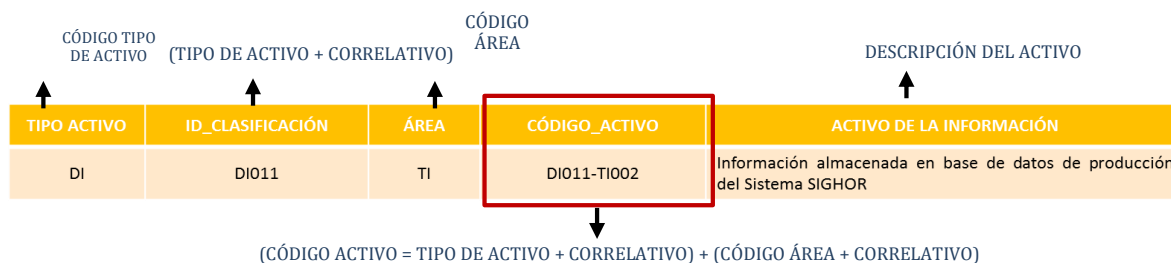 CÓDIGO TIPO
DE ACTIVO
(TIPO DE ACTIVO + CORRELATIVO)
CÓDIGO
ÁREA
DESCRIPCIÓN DEL ACTIVO
TIPO ACTIVO
ID_CLASIFICACIÓN
ÁREA
CÓDIGO_ACTIVO
ACTIVO DE LA INFORMACIÓN
DI
DI011
TI
DI011-TI002
Información almacenada en base de datos de producción
del Sistema SIGHOR
(CÓDIGO ACTIVO = TIPO DE ACTIVO + CORRELATIVO) + (CÓDIGO ÁREA + CORRELATIVO)